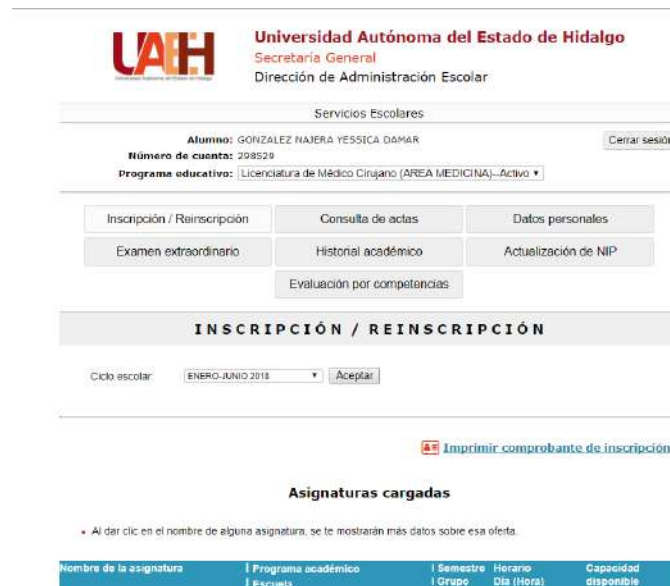 UAEH
Universidad Autónoma del Estado de Hidalgo
Secretaría General
Dirección de Administración Escolar
Servicios Escolares
Alumno: GONZALEZ NAJERA YESSICA DAMAR
Cerrar sesión
Número de cuenta: 298529
Programa educativo: Licenciatura de Médico Cirujano (AREA MEDICINA)--Activo
Inscripción / Reinscripción
Consulta de actas
Datos personales
Examen extraordinario
Historial académico
Actualización de NIP
Evaluación por competencias
INSCRIPCIÓN / REINSCRIPCIÓN
Ciclo escolar: ENERO-JUNIO 2018 Aceptar
Imprimir comprobante de inscripción
Asignaturas cargadas
Al dar clic en el nombre de alguna asignatura, se te mostrarán más datos sobre esa oferta.
Nombre de la asignatura | Programa académico | Semestre Horario Capacidad
| Escuela | Grupo Día (Hora) disponible